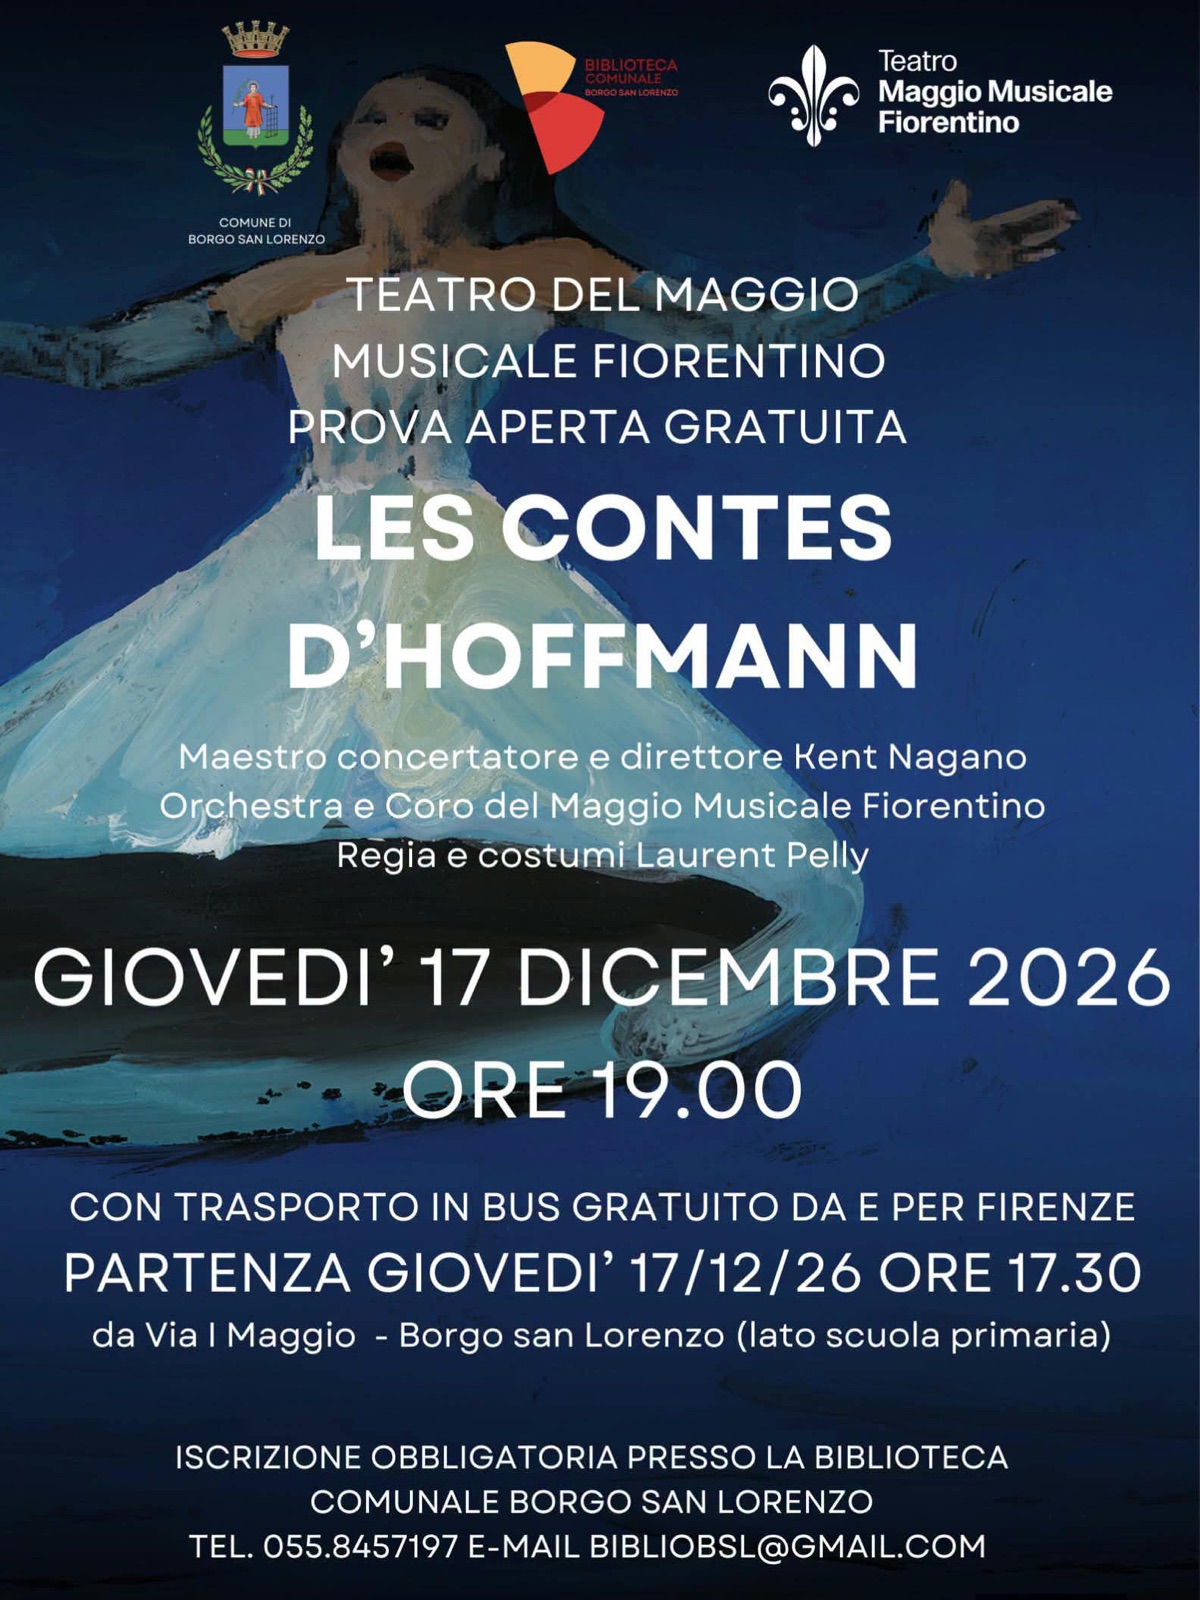 COMUNE DI
BORGO SAN LORENZO
BIBLIOTECA
COMUNALE
BORGO SAN LORENZO
Teatro
Maggio Musicale
Fiorentino
TEATRO DEL MAGGIO
MUSICALE FIORENTINO
PROVA APERTA GRATUITA
LES CONTES
D’HOFFMANN
Maestro concertatore e direttore Kent Nagano
Orchestra e Coro del Maggio Musicale Fiorentino
Regia e costumi Laurent Pelly
GIOVEDI’ 17 DICEMBRE 2026
ORE 19.00
CON TRASPORTO IN BUS GRATUITO DA E PER FIRENZE
PARTENZA GIOVEDI’ 17/12/26 ORE 17.30
da Via I Maggio - Borgo san Lorenzo (lato scuola primaria)
ISCRIZIONE OBBLIGATORIA PRESSO LA BIBLIOTECA
COMUNALE BORGO SAN LORENZO
TEL. 055.8457197 E-MAIL BIBLIOBSL@GMAIL.COM